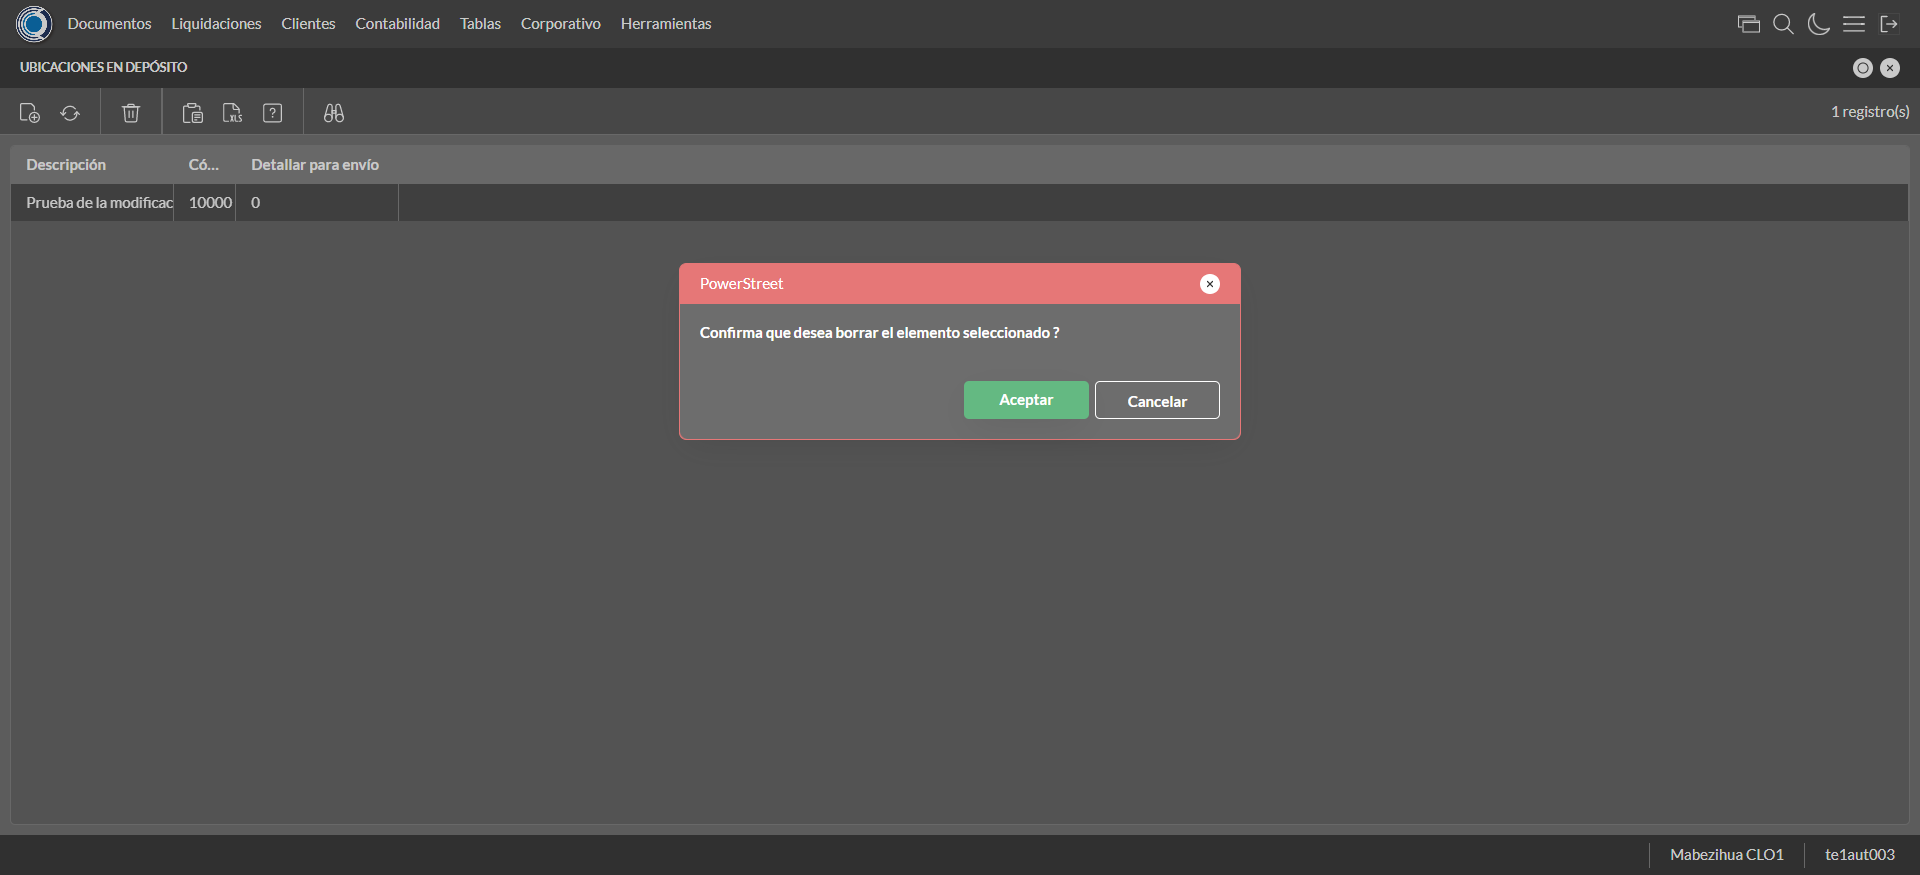 Documentos Liquidaciones Clientes Contabilidad Tablas Corporativo Herramientas
UBICACIONES EN DEPÓSITO
XLS ? 1 registro(s)
Descripción Có... Detallar para envío
Prueba de la modificac 10000 0
PowerStreet
Confirma que desea borrar el elemento seleccionado ?
Aceptar Cancelar
Mabezihua CLO1 te1aut003